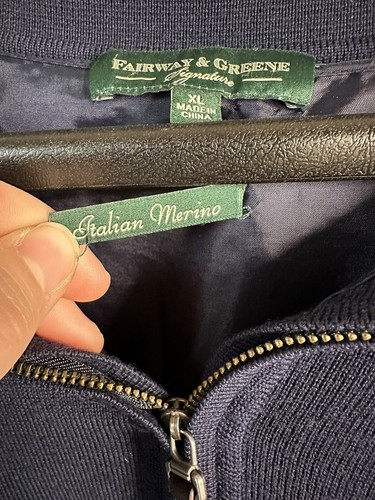 FAIRWAY & GREENE
Signature
XL
MADE IN
CHINA
Italian Merino